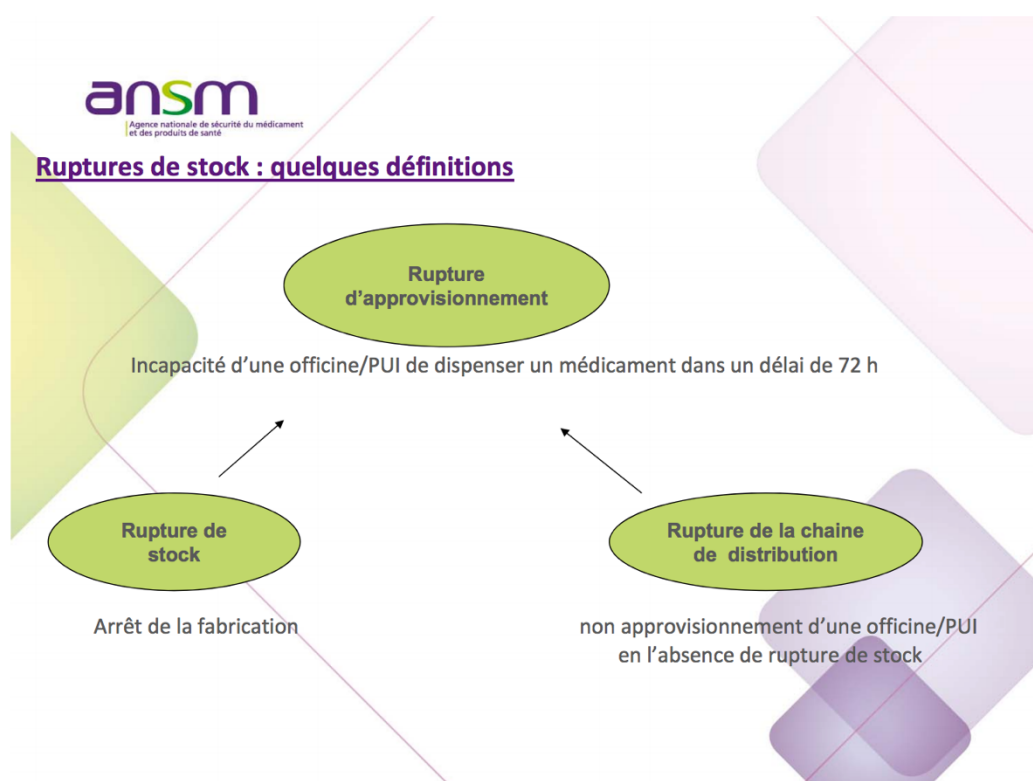 ansm
Agence nationale de sécurité du médicament
et des produits de santé
Ruptures de stock : quelques définitions
Rupture
d’approvisionnement
Incapacité d’une officine/PUI de dispenser un médicament dans un délai de 72 h
Rupture de
stock
Arrêt de la fabrication
Rupture de la chaine
de distribution
non approvisionnement d’une officine/PUI
en l’absence de rupture de stock